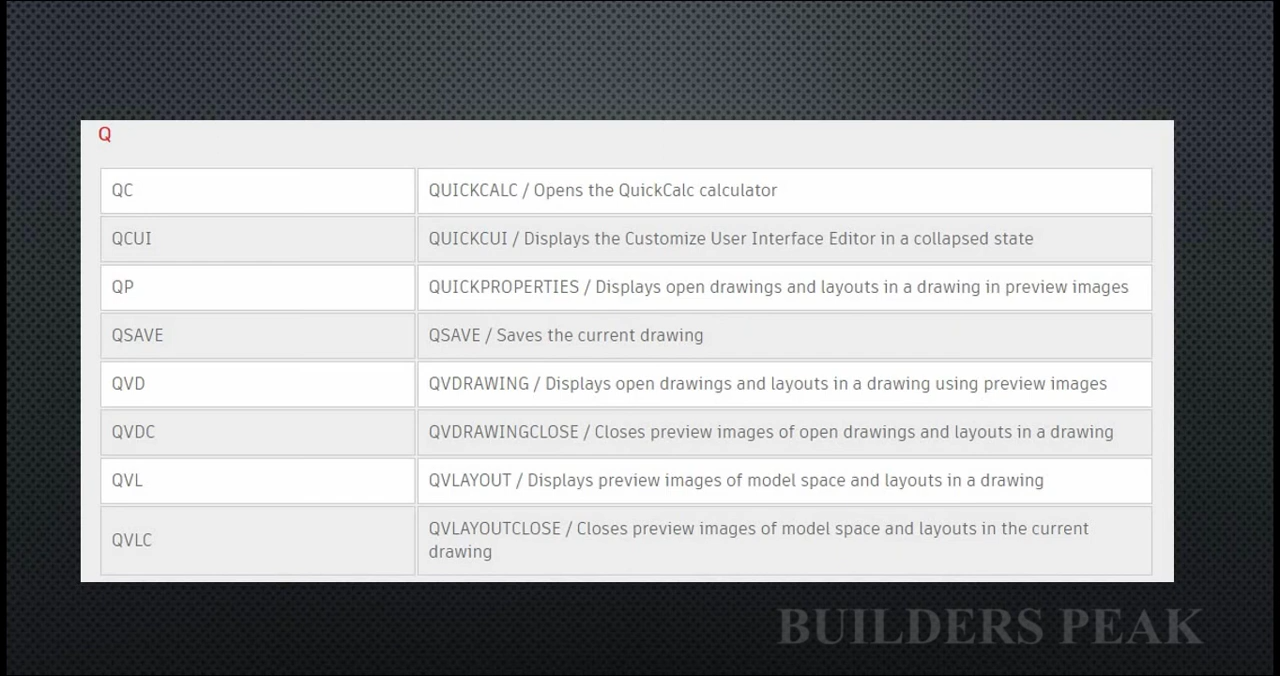 Q
QC QUICKCALC / Opens the QuickCalc calculator
QCUI QUICKCUI / Displays the Customize User Interface Editor in a collapsed state
QP QUICKPROPERTIES / Displays open drawings and layouts in a drawing in preview images
QSAVE QSAVE / Saves the current drawing
QVD QVDRAWING / Displays open drawings and layouts in a drawing using preview images
QVDC QVDRAWINGCLOSE / Closes preview images of open drawings and layouts in a drawing
QVL QVLAYOUT / Displays preview images of model space and layouts in a drawing
QVLC QVLAYOUTCLOSE / Closes preview images of model space and layouts in the current
drawing
BUILDERS PEAK